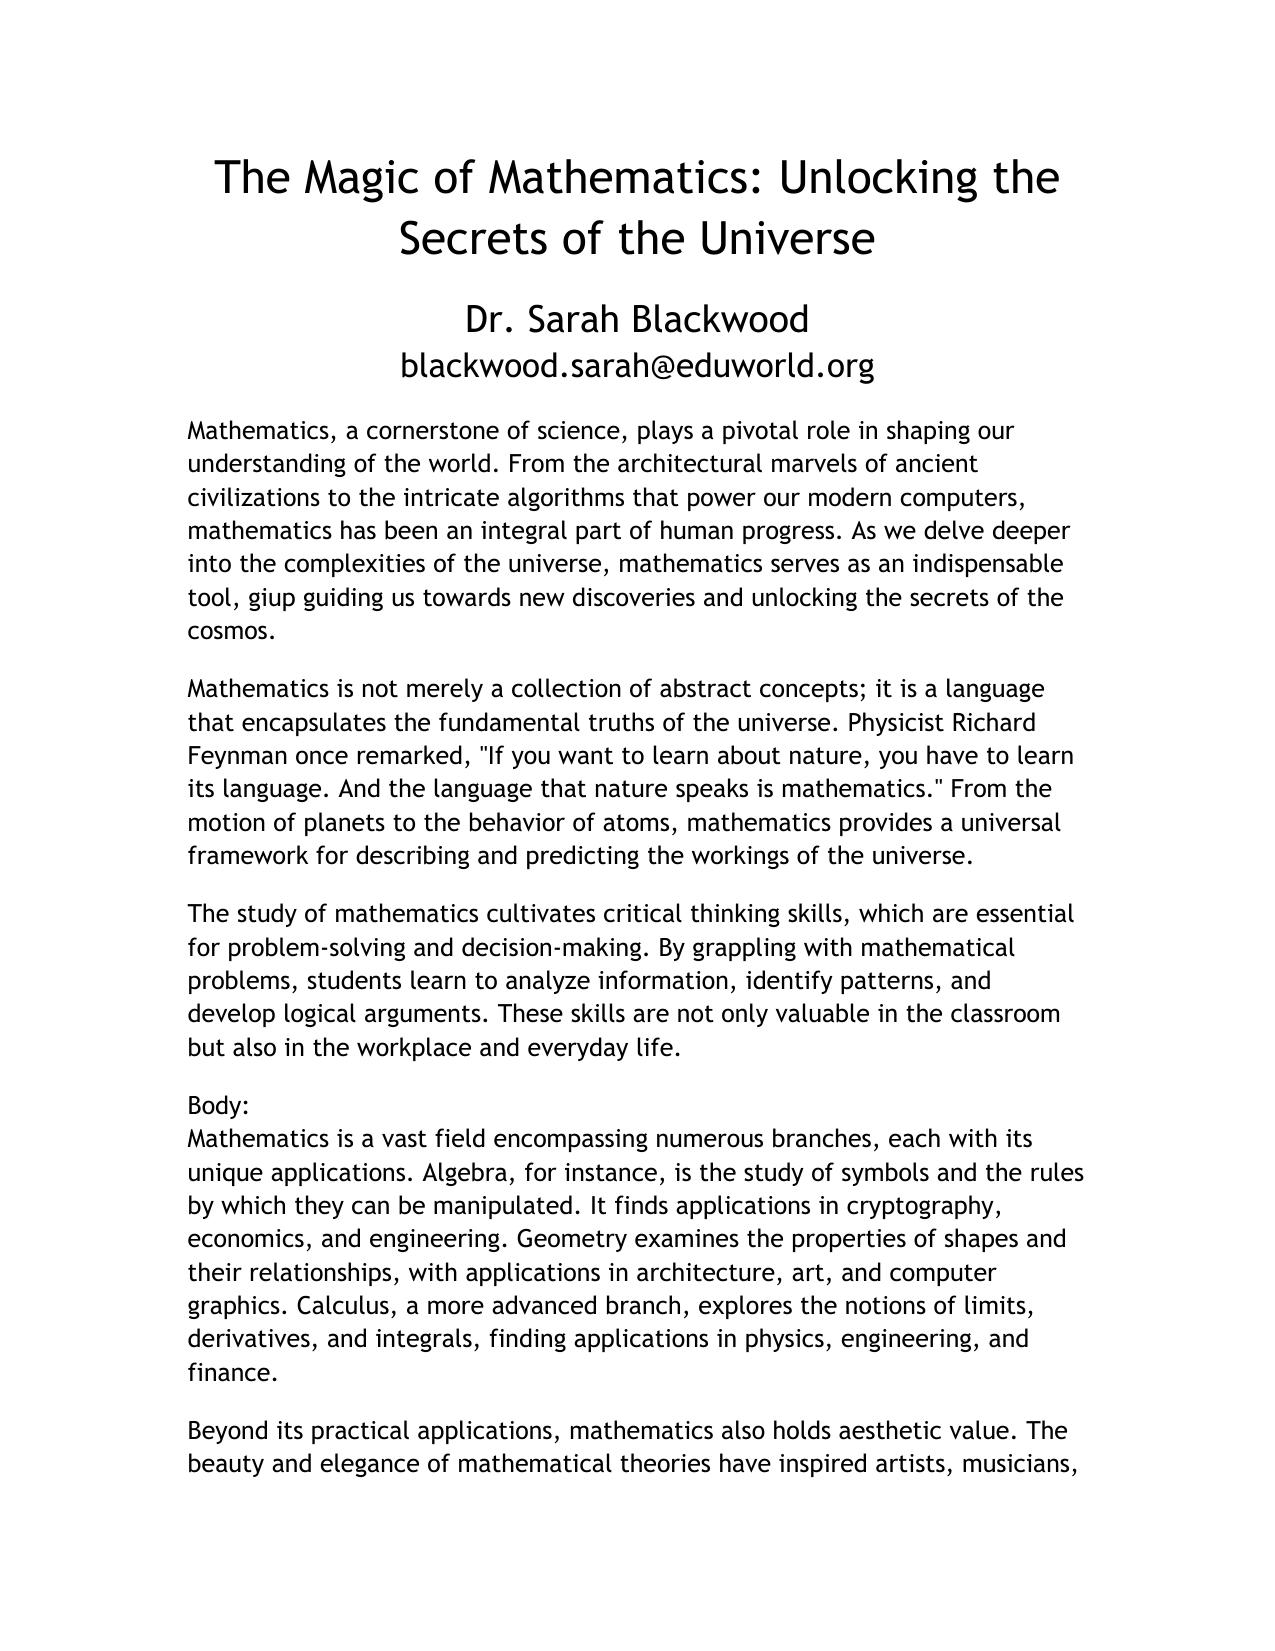 The Magic of Mathematics: Unlocking the
Secrets of the Universe
Dr. Sarah Blackwood
blackwood.sarah@eduworld.org
Mathematics, a cornerstone of science, plays a pivotal role in shaping our
understanding of the world. From the architectural marvels of ancient
civilizations to the intricate algorithms that power our modern computers,
mathematics has been an integral part of human progress. As we delve deeper
into the complexities of the universe, mathematics serves as an indispensable
tool, giup guiding us towards new discoveries and unlocking the secrets of the
cosmos.
Mathematics is not merely a collection of abstract concepts; it is a language
that encapsulates the fundamental truths of the universe. Physicist Richard
Feynman once remarked, "If you want to learn about nature, you have to learn
its language. And the language that nature speaks is mathematics." From the
motion of planets to the behavior of atoms, mathematics provides a universal
framework for describing and predicting the workings of the universe.
The study of mathematics cultivates critical thinking skills, which are essential
for problem-solving and decision-making. By grappling with mathematical
problems, students learn to analyze information, identify patterns, and
develop logical arguments. These skills are not only valuable in the classroom
but also in the workplace and everyday life.
Body:
Mathematics is a vast field encompassing numerous branches, each with its
unique applications. Algebra, for instance, is the study of symbols and the rules
by which they can be manipulated. It finds applications in cryptography,
economics, and engineering. Geometry examines the properties of shapes and
their relationships, with applications in architecture, art, and computer
graphics. Calculus, a more advanced branch, explores the notions of limits,
derivatives, and integrals, finding applications in physics, engineering, and
finance.
Beyond its practical applications, mathematics also holds aesthetic value. The
beauty and elegance of mathematical theories have inspired artists, musicians,